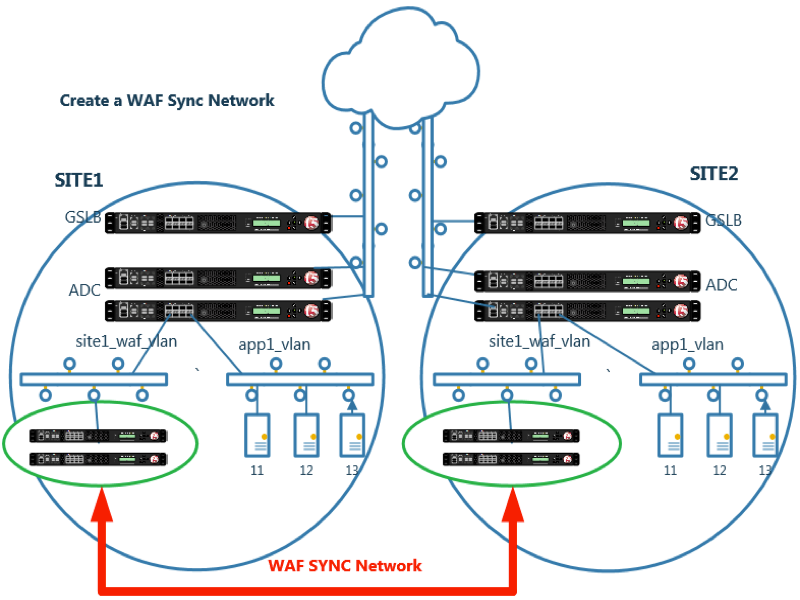 Create a WAF Sync Network
SITE1
SITE2
GSLB
GSLB
ADC
ADC
site1_waf_vlan
app1_vlan
site1_waf_vlan
app1_vlan
`
`
11
12
13
11
12
13
WAF SYNC Network